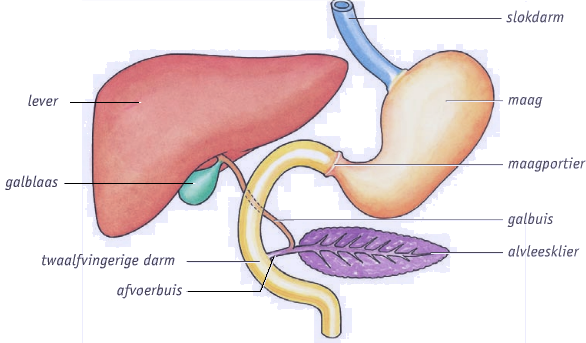 slokdarm
lever
maag
maagportier
galblaas
galbuis
alvleesklier
twaalfvingerige darm
afvoerbuis